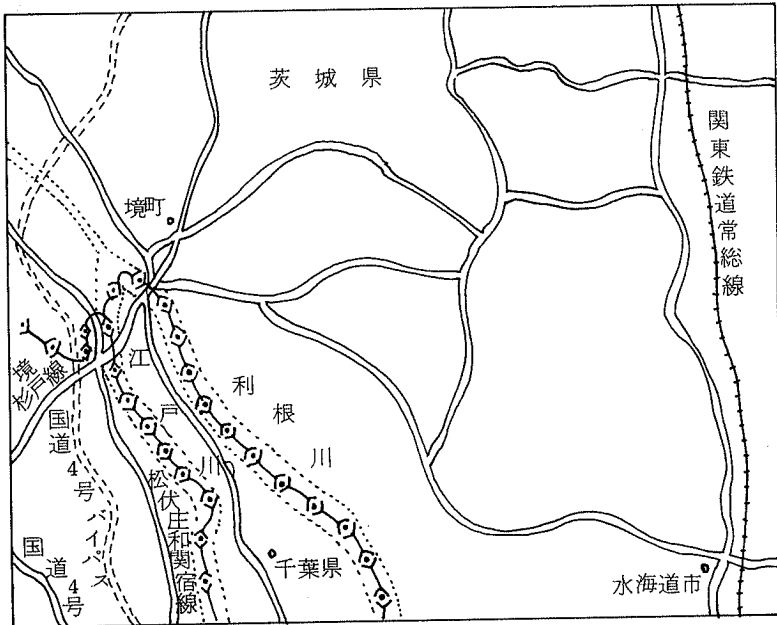 茨城県
関東鉄道常総線
境町
江戸川
利根川
境杉戸線
国道4号バイパス
松伏庄和関宿線
国道4号
千葉県
水海道市